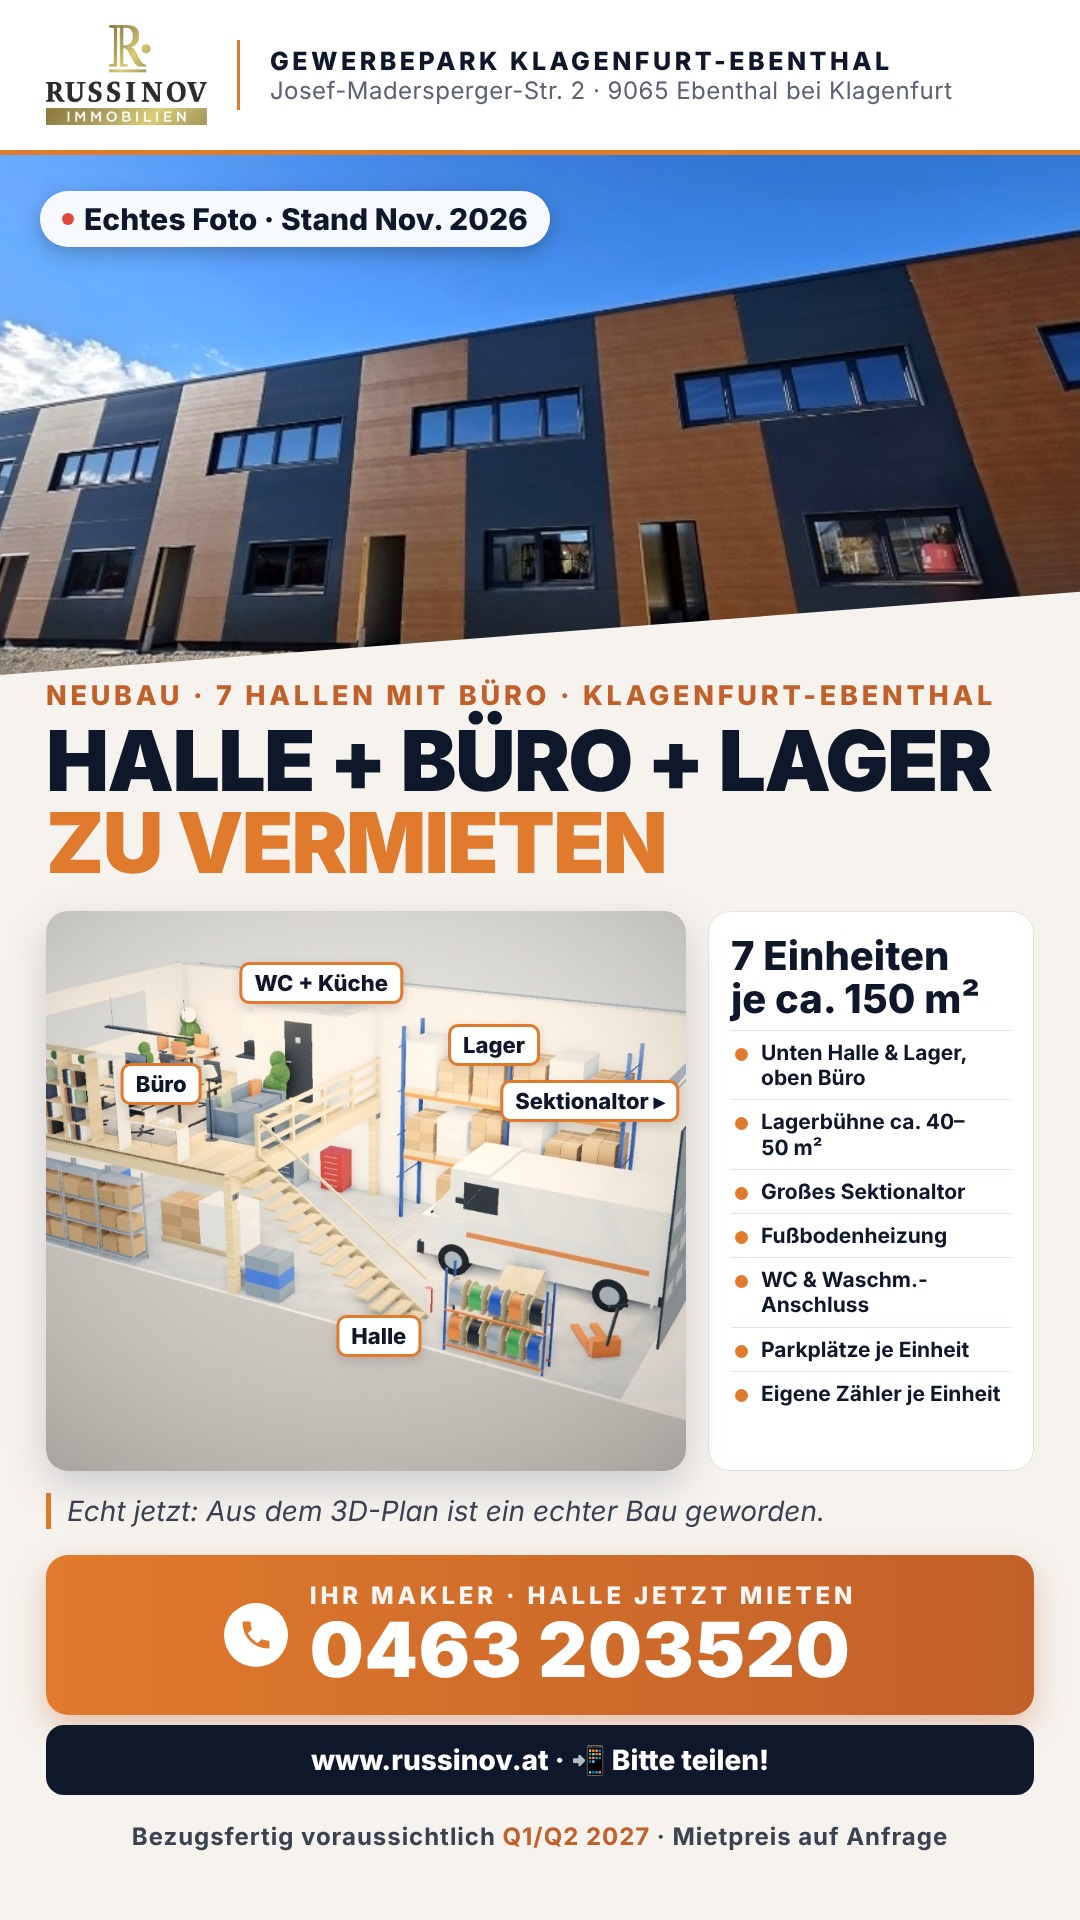 R.
RUSSINOV
IMMOBILIEN
GEWERBEPARK KLAGENFURT-EBENTHAL
Josef-Madersperger-Str. 2 · 9065 Ebenthal bei Klagenfurt
Echtes Foto · Stand Nov. 2026
NEUBAU · 7 HALLEN MIT BÜRO · KLAGENFURT-EBENTHAL
HALLE + BÜRO + LAGER
ZU VERMIETEN
WC + Küche
Lager
Büro
Sektionaltor ▸
Halle
7 Einheiten
je ca. 150 m²
Unten Halle & Lager,
oben Büro
Lagerbühne ca. 40–
50 m²
Großes Sektionaltor
Fußbodenheizung
WC & Waschm.-
Anschluss
Parkplätze je Einheit
Eigene Zähler je Einheit
Echt jetzt: Aus dem 3D-Plan ist ein echter Bau geworden.
IHR MAKLER · HALLE JETZT MIETEN
0463 203520
www.russinov.at · 📲 Bitte teilen!
Bezugsfertig voraussichtlich Q1/Q2 2027 · Mietpreis auf Anfrage